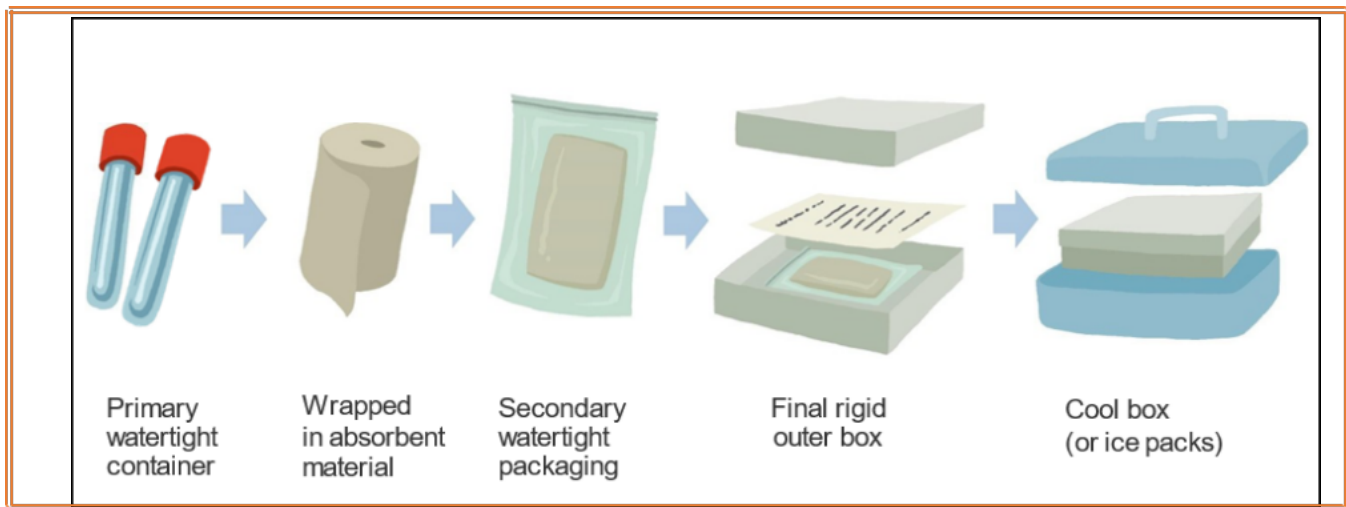 Primary
watertight
container
Wrapped
in absorbent
material
Secondary
watertight
packaging
Final rigid
outer box
Cool box
(or ice packs)